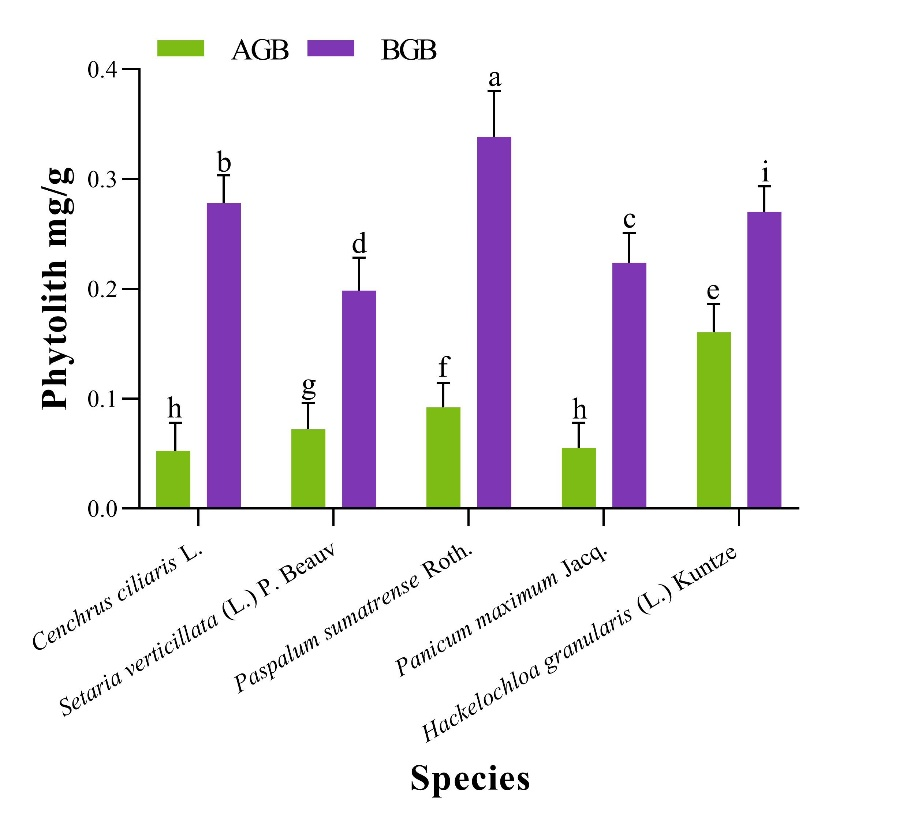 AGB BGB
0.4
0.3
0.2
0.1
0.0
Phytolith mg/g
h
b
g
d
f
a
h
c
e
i
Cenchrus ciliaris L.
Setaria verticillata (L.) P. Beauv
Paspalum sumatrense Roth.
Panicum maximum Jacq.
Hackelochloa granularis (L.) Kuntze
Species